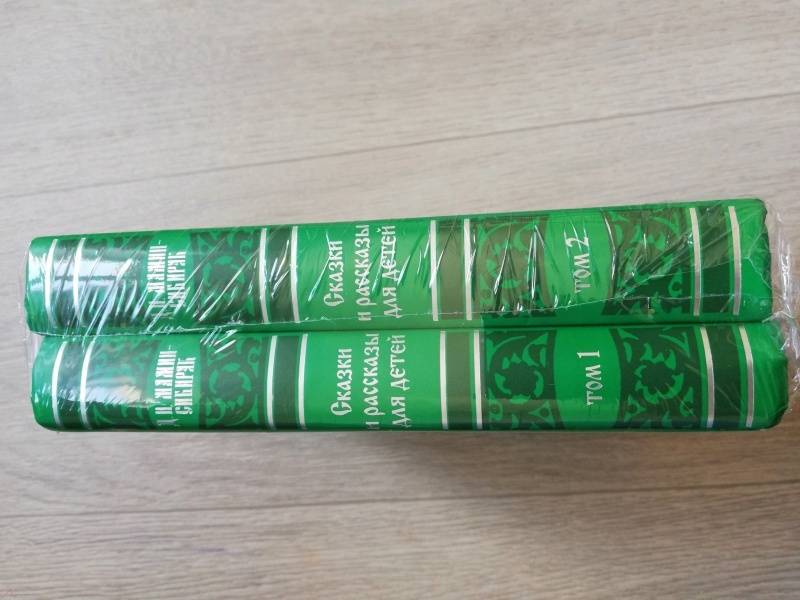 Д. Н. МАМИН-
СИБИРЯК
Сказки
и рассказы
для детей
ТОМ 2
Д. Н. МАМИН-
СИБИРЯК
Сказки
и рассказы
для детей
ТОМ 1